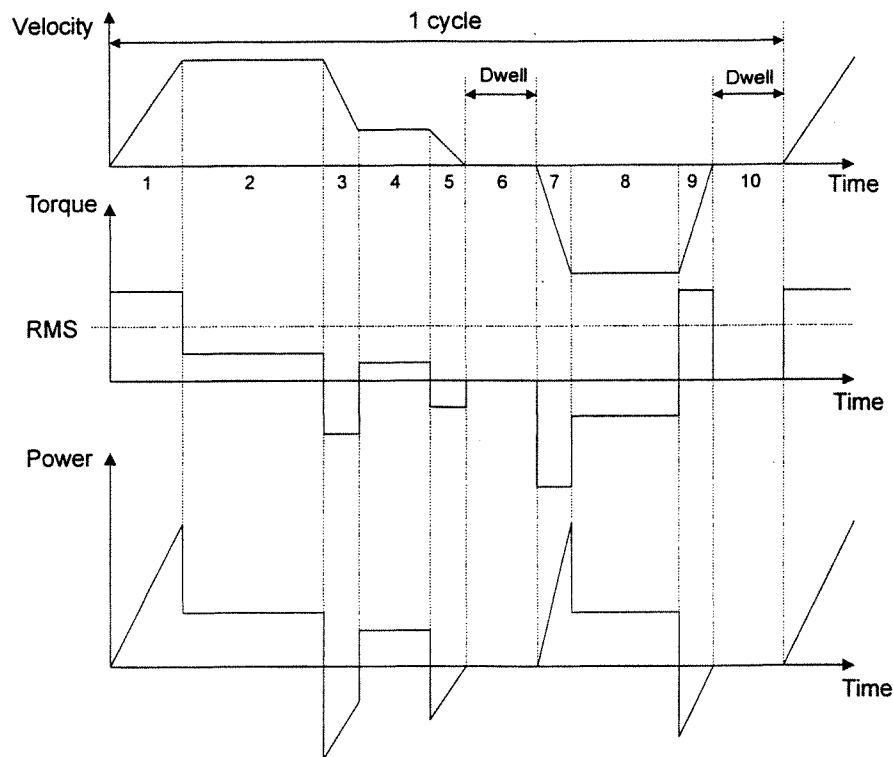 Velocity
1 cycle
Dwell
Dwell
1 2 3 4 5 6 7 8 9 10
Time
Torque
RMS
Time
Power
Time